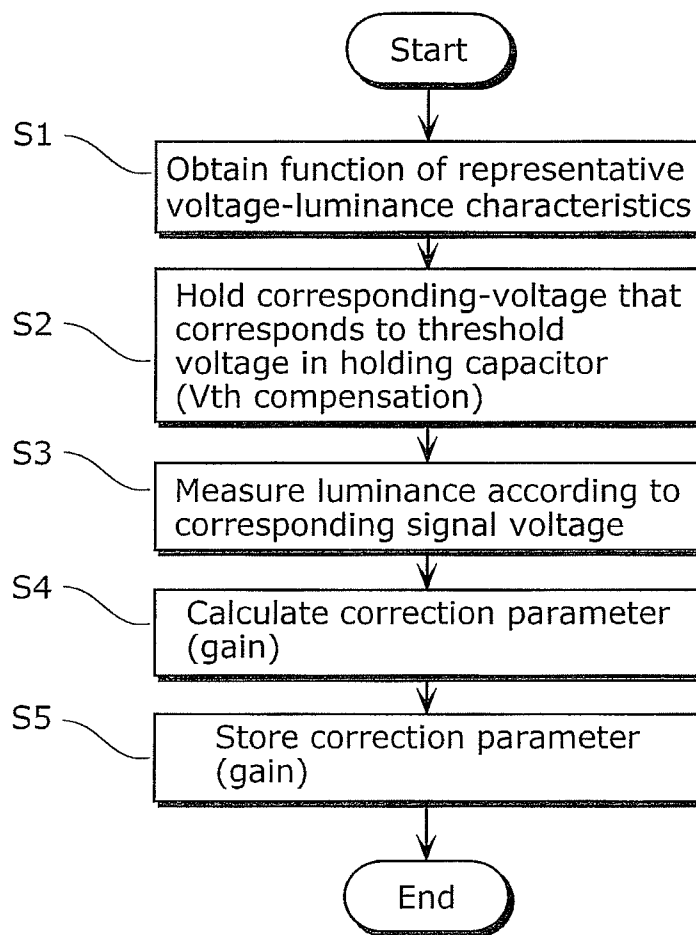 Start
S1
Obtain function of representative
voltage-luminance characteristics
S2
Hold corresponding-voltage that
corresponds to threshold
voltage in holding capacitor
(Vth compensation)
S3
Measure luminance according to
corresponding signal voltage
S4
Calculate correction parameter
(gain)
S5
Store correction parameter
(gain)
End